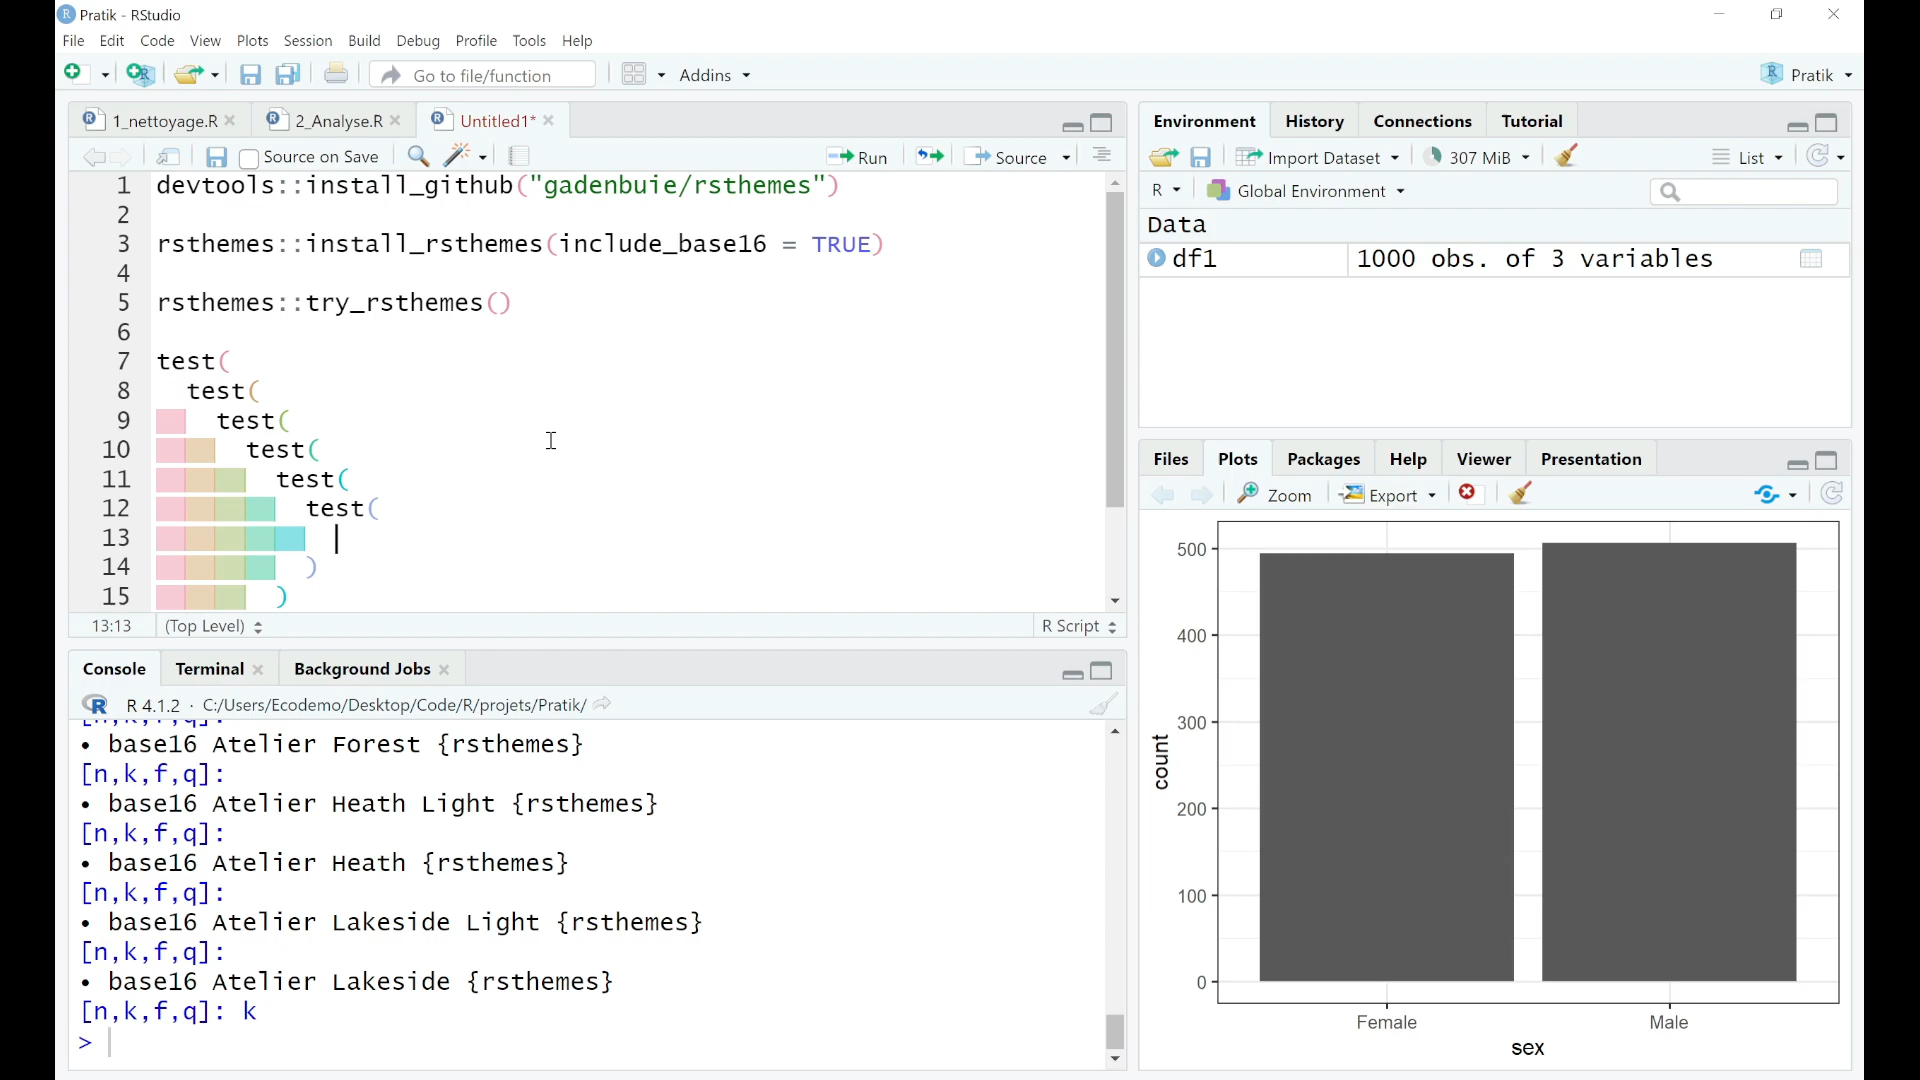 Pratik - RStudio
File Edit Code View Plots Session Build Debug Profile Tools Help
Go to file/function Addins Pratik
1_nettoyage.R 2_Analyse.R Untitled1*
Source on Save Run Source
1 devtools::install_github("gadenbuie/rsthemes")
2
3 rsthemes::install_rsthemes(include_base16 = TRUE)
4
5 rsthemes::try_rsthemes()
6
7 test(
8 test(
9 test(
10 test(
11 test(
12 test(
13
14 )
15 )
13:13 (Top Level) R Script
Console Terminal Background Jobs
R 4.1.2 · C:/Users/Ecodemo/Desktop/Code/R/projets/Pratik/
[n,k,f,q]:
• base16 Atelier Forest {rsthemes}
[n,k,f,q]:
• base16 Atelier Heath Light {rsthemes}
[n,k,f,q]:
• base16 Atelier Heath {rsthemes}
[n,k,f,q]:
• base16 Atelier Lakeside Light {rsthemes}
[n,k,f,q]:
• base16 Atelier Lakeside {rsthemes}
[n,k,f,q]: k
>
Environment History Connections Tutorial
Import Dataset 307 MiB List
R Global Environment
Data
df1 1000 obs. of 3 variables
Files Plots Packages Help Viewer Presentation
Zoom Export
500
400
300
200
100
0
count
Female Male
sex